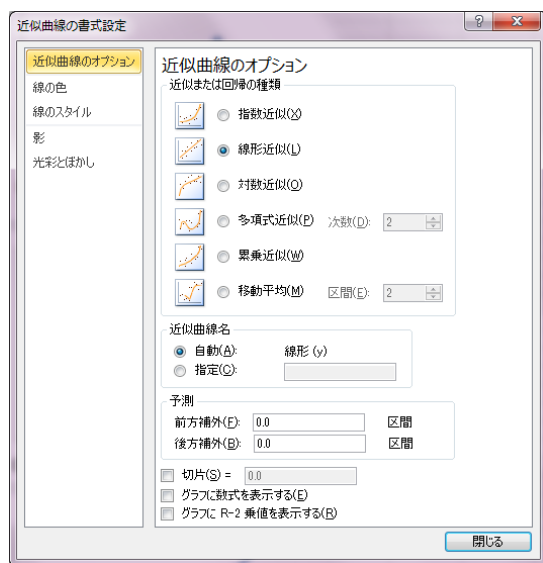 近似曲線の書式設定
近似曲線のオプション
線の色
線のスタイル
影
光彩とぼかし
近似曲線のオプション
近似または回帰の種類
指数近似(X)
線形近似(L)
対数近似(O)
多項式近似(P) 次数(D): 2
累乗近似(W)
移動平均(M) 区間(E): 2
近似曲線名
自動(A): 線形 (y)
指定(C):
予測
前方補外(F): 0.0 区間
後方補外(B): 0.0 区間
切片(S) = 0.0
グラフに数式を表示する(E)
グラフに R-2 乗値を表示する(R)
閉じる